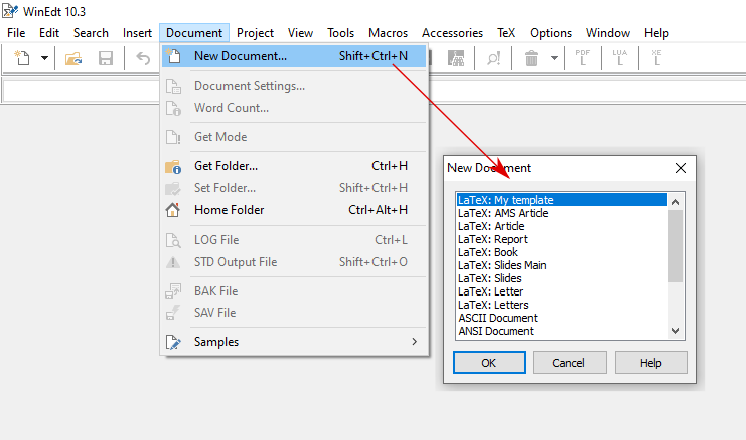 WinEdt 10.3
File Edit Search Insert Document Project View Tools Macros Accessories TeX Options Window Help
PDF LUA XE
L L L
New Document... Shift+Ctrl+N
Document Settings...
Word Count...
Get Mode
Get Folder... Ctrl+H
Set Folder... Shift+Ctrl+H
Home Folder Ctrl+Alt+H
LOG File Ctrl+L
STD Output File Shift+Ctrl+O
BAK File
SAV File
Samples
New Document
LaTeX: My template
LaTeX: AMS Article
LaTeX: Article
LaTeX: Report
LaTeX: Book
LaTeX: Slides Main
LaTeX: Slides
LaTeX: Letter
LaTeX: Letters
ASCII Document
ANSI Document
OK Cancel Help